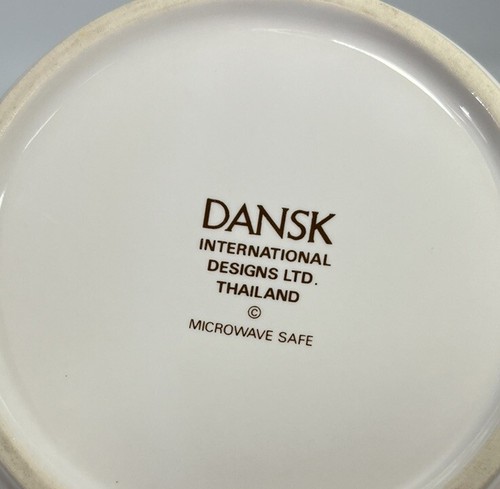 DANSK
INTERNATIONAL
DESIGNS LTD.
THAILAND
©
MICROWAVE SAFE